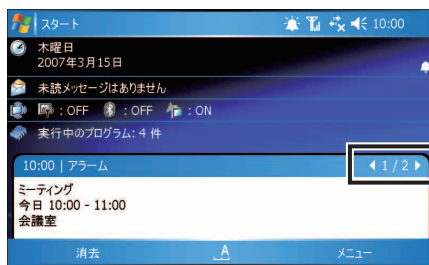 スタート 10:00
木曜日
2007年3月15日
未読メッセージはありません
: OFF : OFF : ON
実行中のプログラム: 4 件
10:00 | アラーム 1 / 2
ミーティング
今日 10:00 - 11:00
会議室
消去 A メニュー